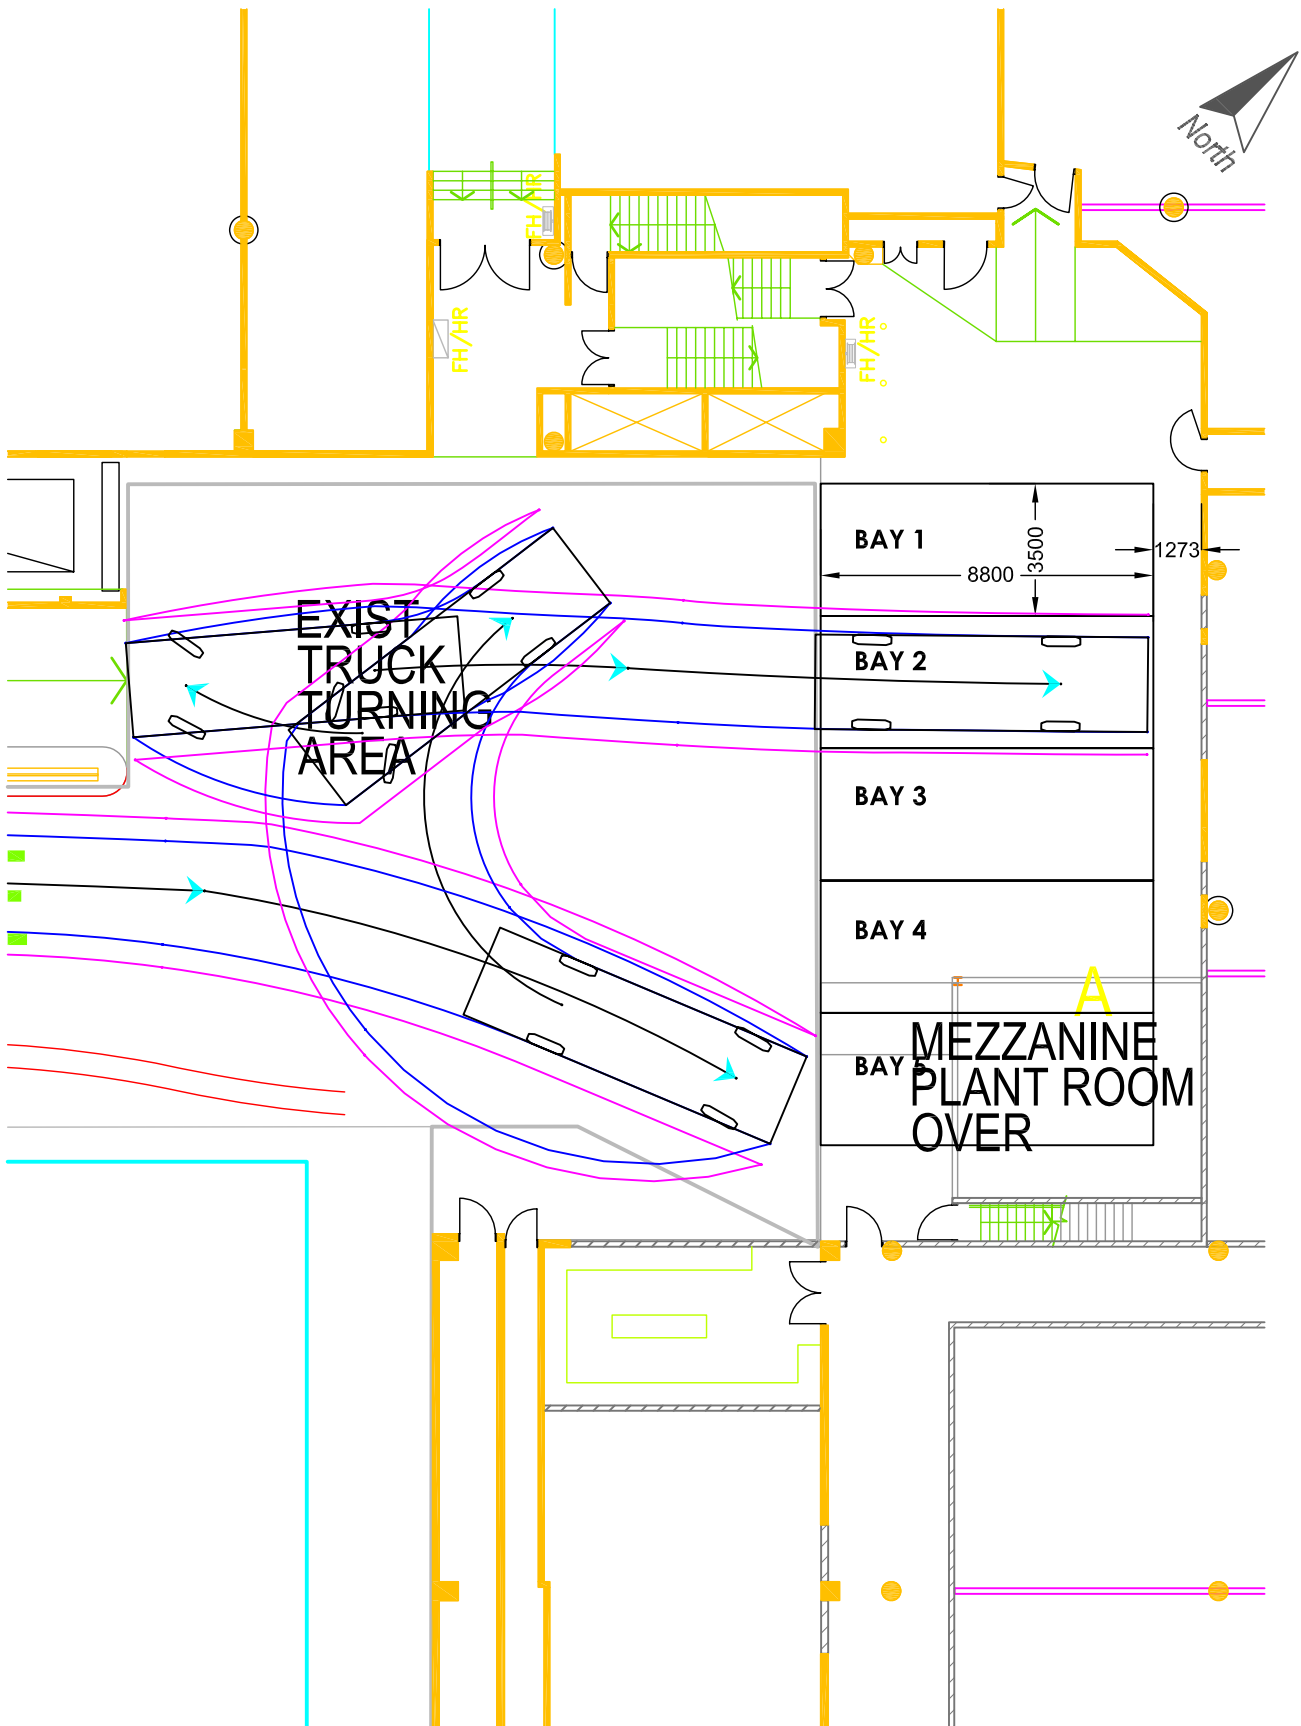 North
FH/HR
FH/HR
FH/HR
BAY 1
3500
1273
8800
EXIST
TRUCK
TURNING
AREA
BAY 2
BAY 3
BAY 4
A
MEZZANINE
BAY 5
PLANT ROOM
OVER